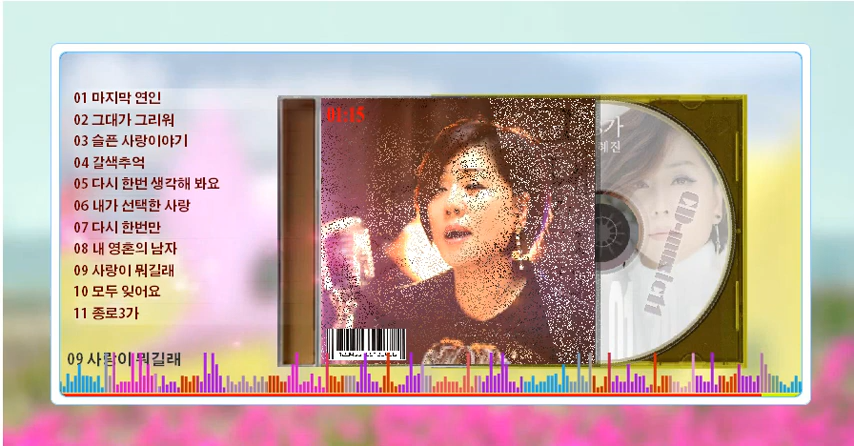 01 마지막 연인
02 그대가 그리워
03 슬픈 사랑이야기
04 갈색추억
05 다시 한번 생각해 봐요
06 내가 선택한 사랑
07 다시 한번만
08 내 영혼의 남자
09 사랑이 뭐길래
10 모두 잊어요
11 종로3가
01:15
가
예진
CD-music11
09 사랑이 뭐길래